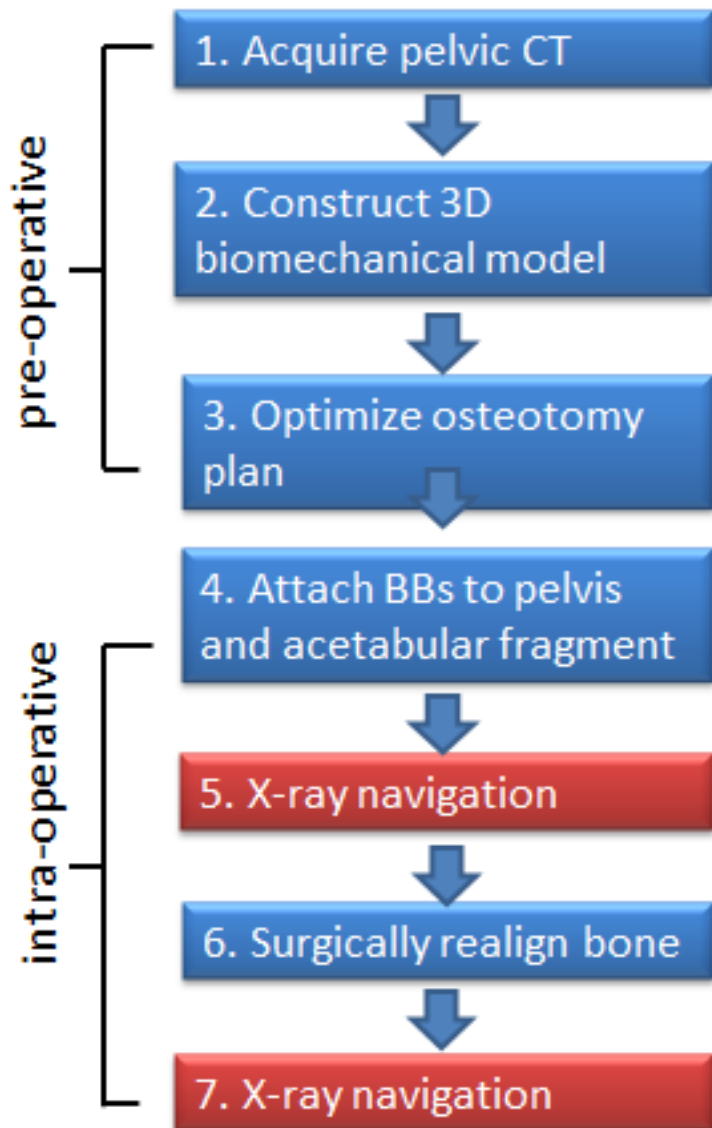 pre-operative
1. Acquire pelvic CT
2. Construct 3D
biomechanical model
3. Optimize osteotomy
plan
intra-operative
4. Attach BBs to pelvis
and acetabular fragment
5. X-ray navigation
6. Surgically realign bone
7. X-ray navigation